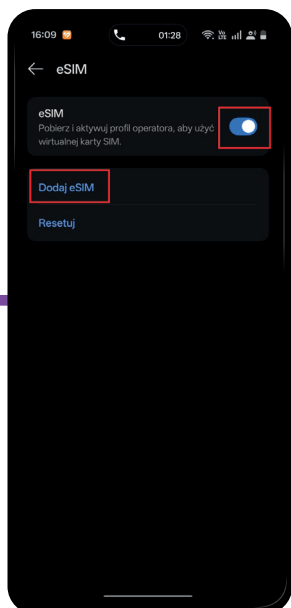 16:09 01:28
eSIM
eSIM
Pobierz i aktywuj profil operatora, aby użyć
wirtualnej karty SIM.
Dodaj eSIM
Resetuj